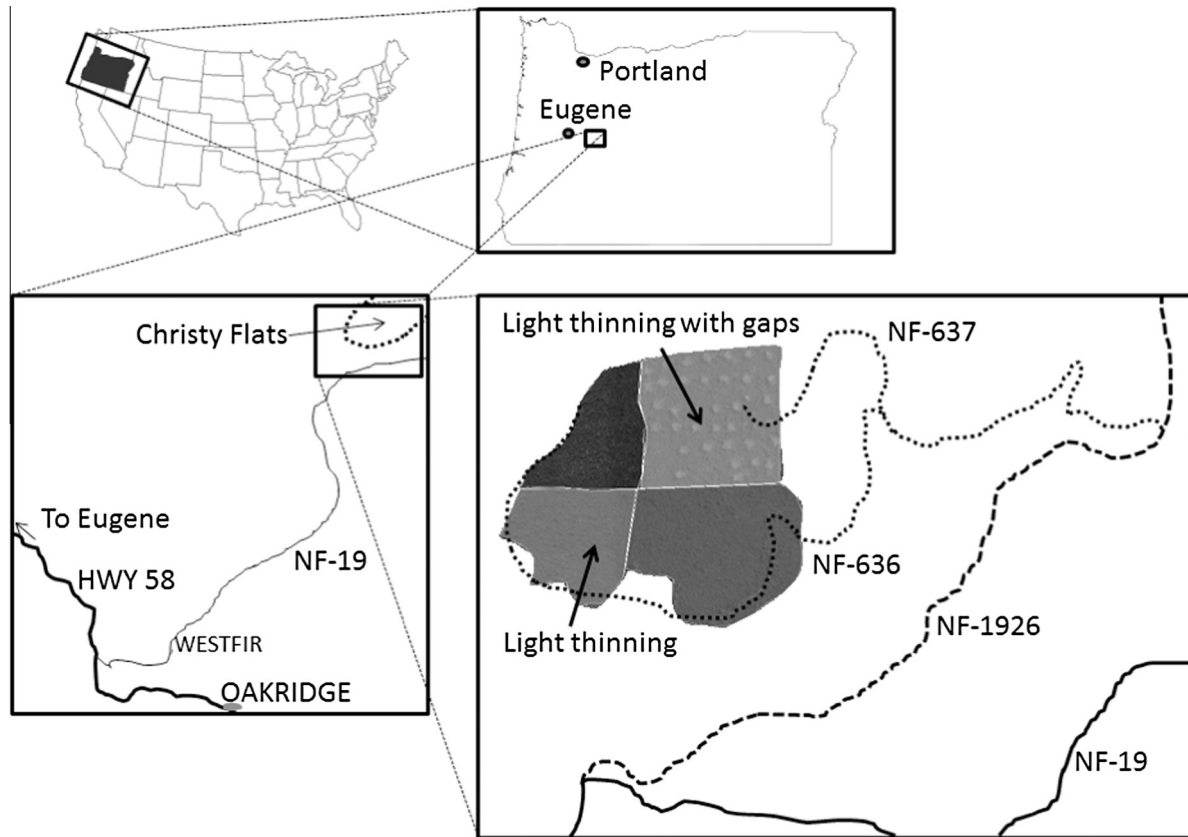 Portland
Eugene
Christy Flats
To Eugene
HWY 58
NF-19
WESTFIR
OAKRIDGE
Light thinning with gaps
NF-637
NF-636
Light thinning
NF-1926
NF-19